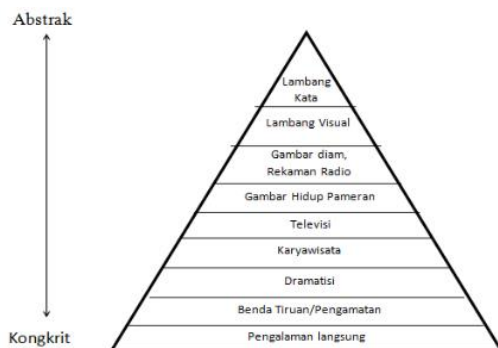 Abstrak
Lambang
Kata
Lambang Visual
Gambar diam,
Rekaman Radio
Gambar Hidup Pameran
Televisi
Karyawisata
Dramatisi
Benda Tiruan/Pengamatan
Kongkrit
Pengalaman langsung